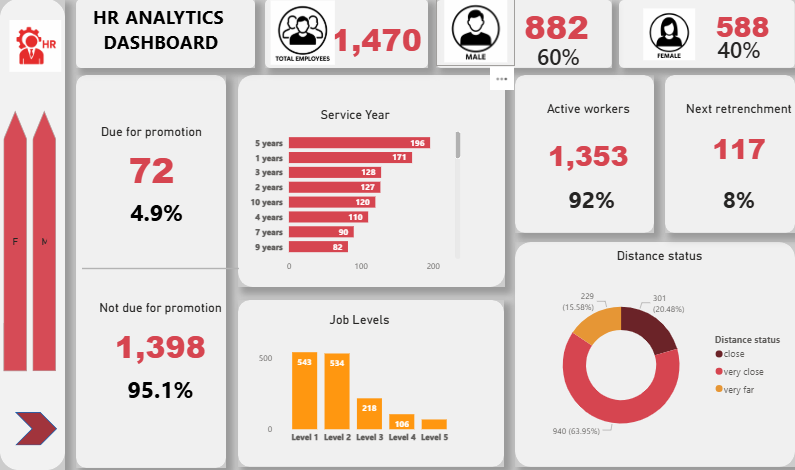 HR
HR ANALYTICS
DASHBOARD
TOTAL EMPLOYEES
1,470
MALE
882
60%
FEMALE
588
40%
F
M
Due for promotion
72
4.9%
Not due for promotion
1,398
95.1%
Service Year
5 years 196
1 years 171
3 years 128
2 years 127
10 years 120
4 years 110
7 years 90
9 years 82
0 100 200
Job Levels
500
0
543 534 218 106
Level 1 Level 2 Level 3 Level 4 Level 5
Active workers
1,353
92%
Next retrenchment
117
8%
Distance status
229
(15.58%)
301
(20.48%)
940 (63.95%)
Distance status
close
very close
very far